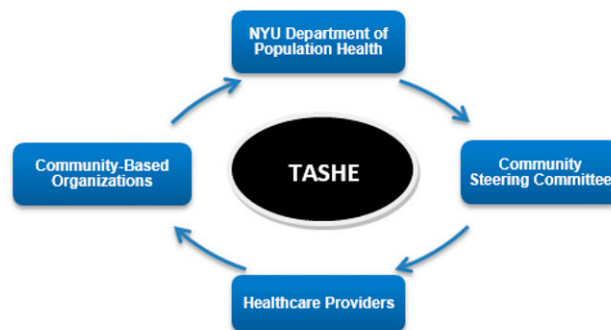 NYU Department of
Population Health
Community-Based
Organizations
TASHE
Community
Steering Committee
Healthcare Providers